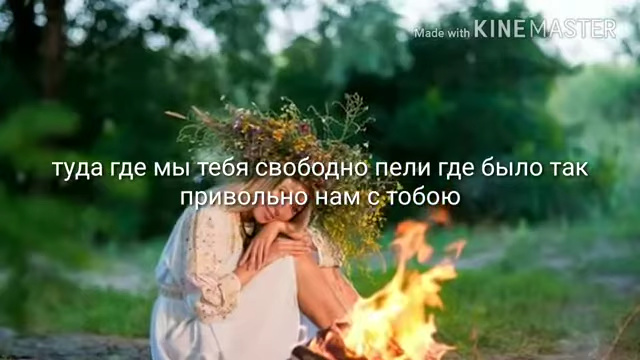 Made with KINEMASTER
туда где мы тебя свободно пели где было так
привольно нам с тобою